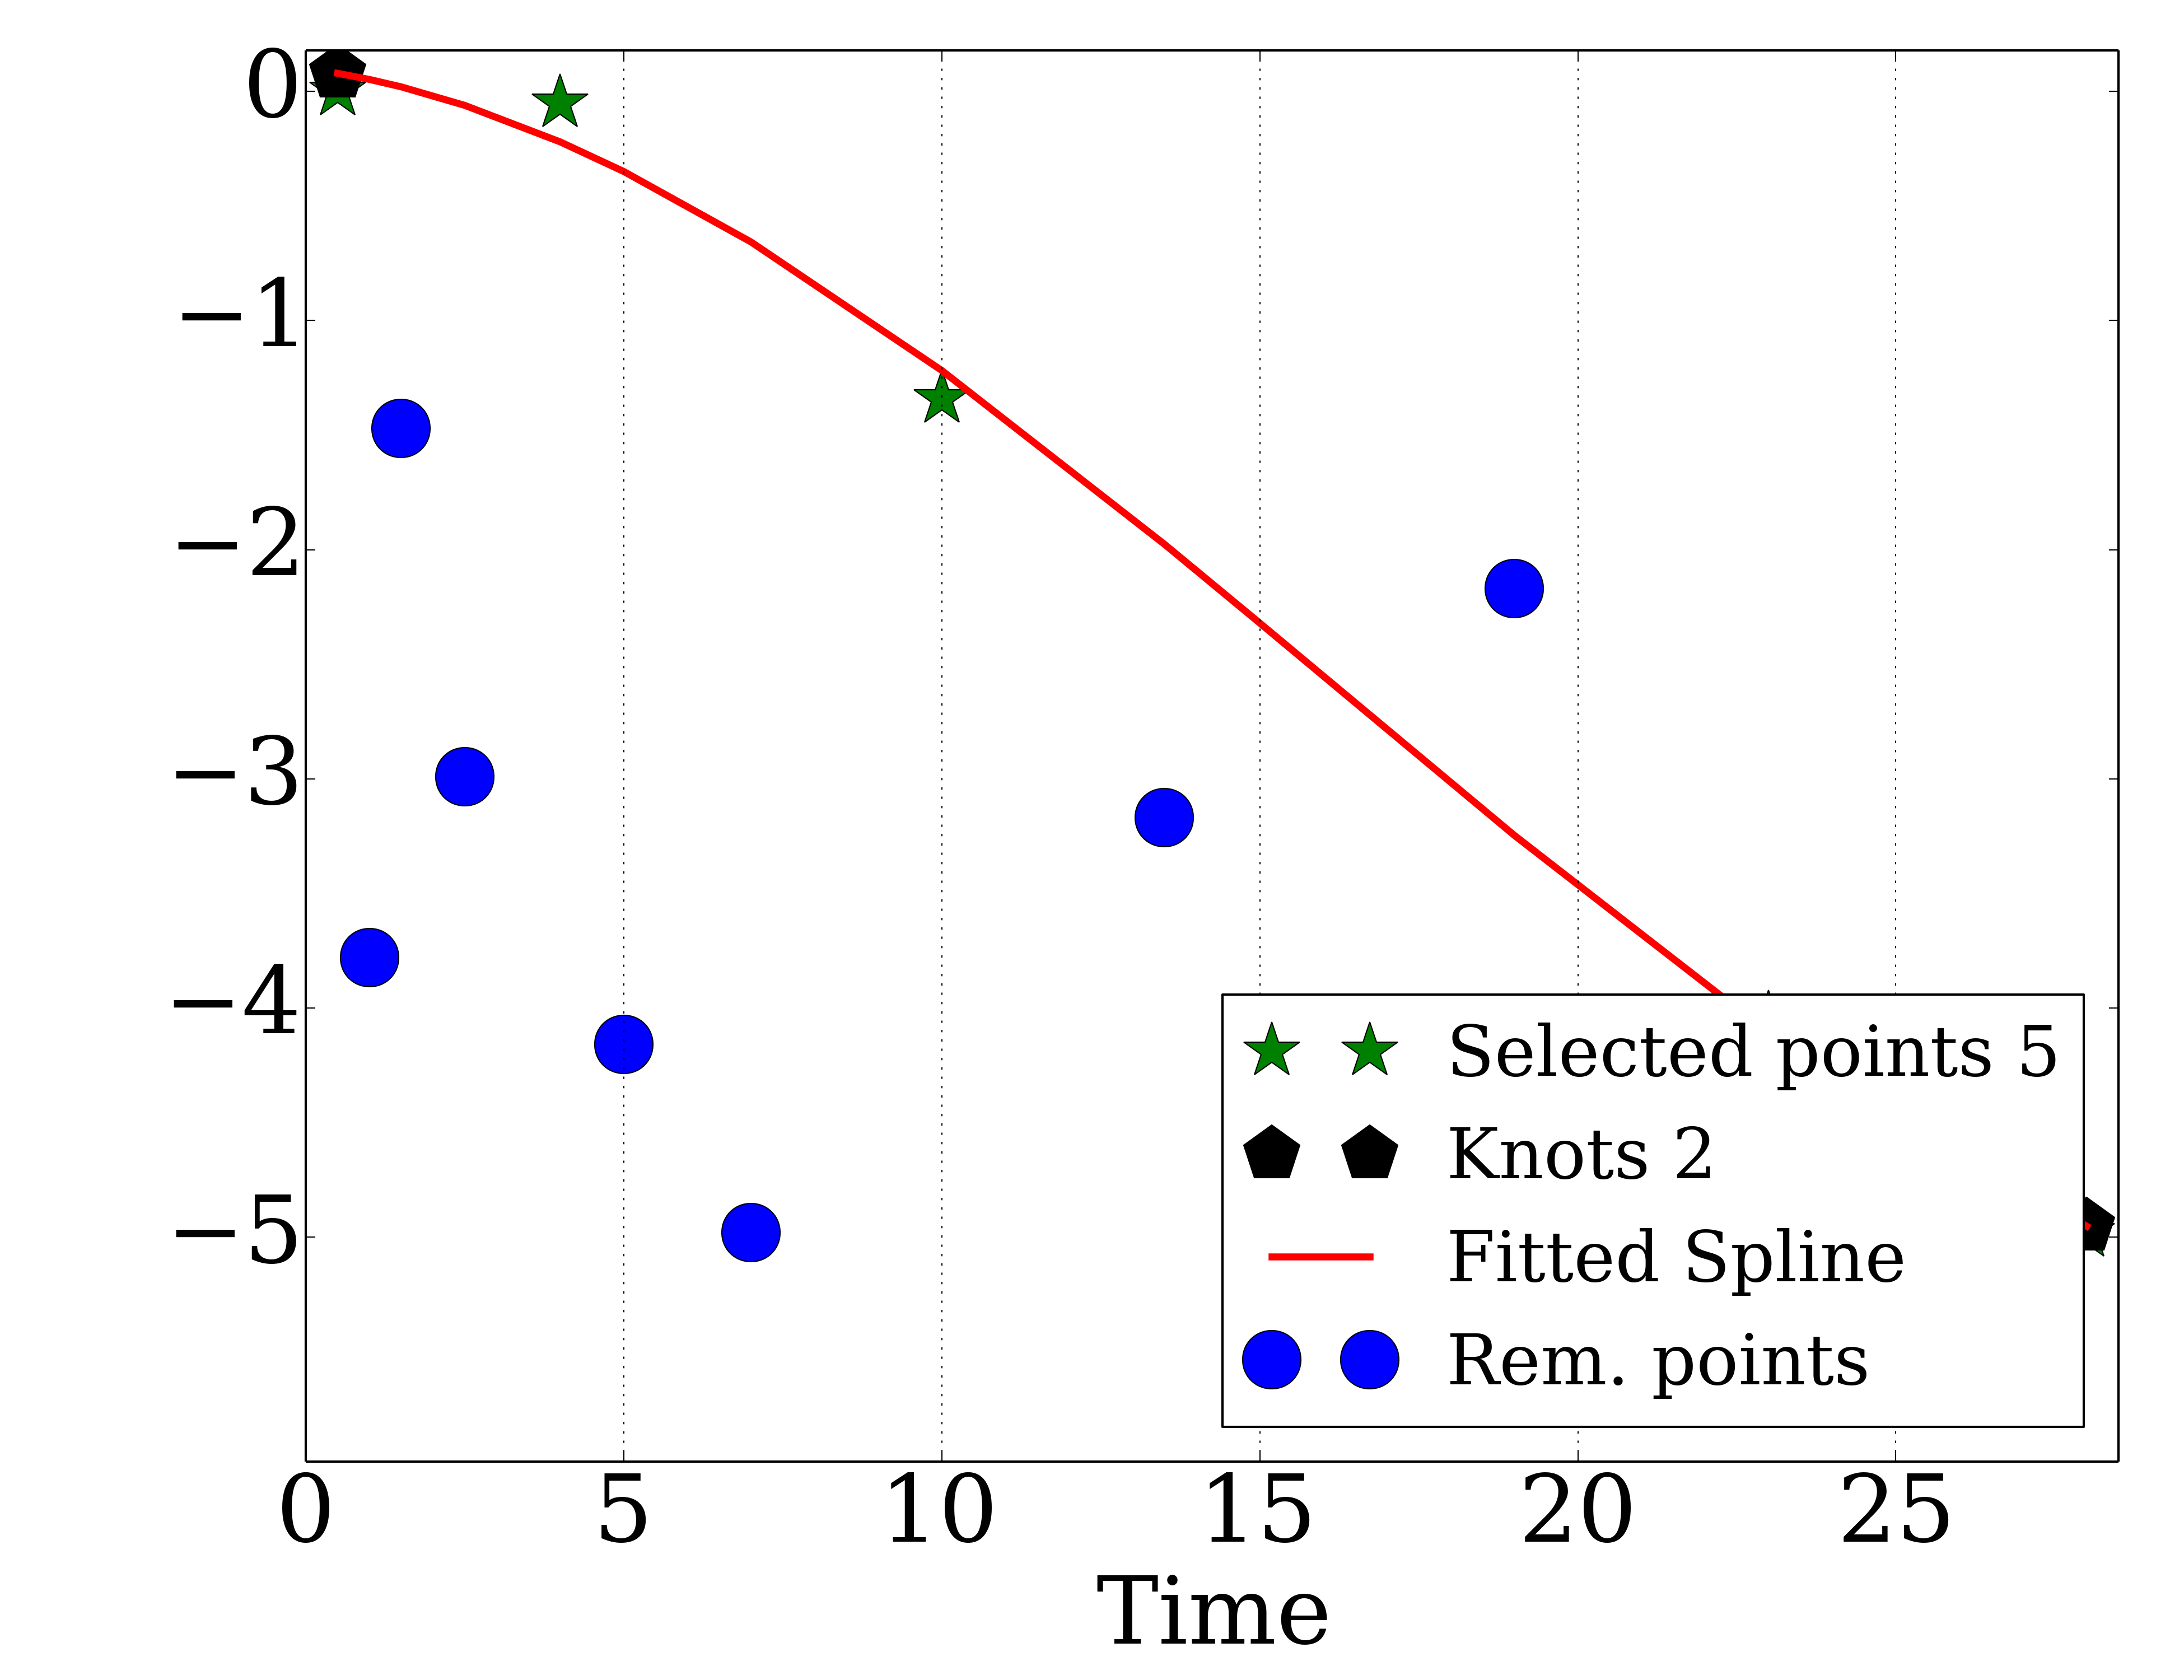 0
−1
−2
−3
−4
−5
0 5 10 15 20 25
Time
Selected points 5
Knots 2
Fitted Spline
Rem. points